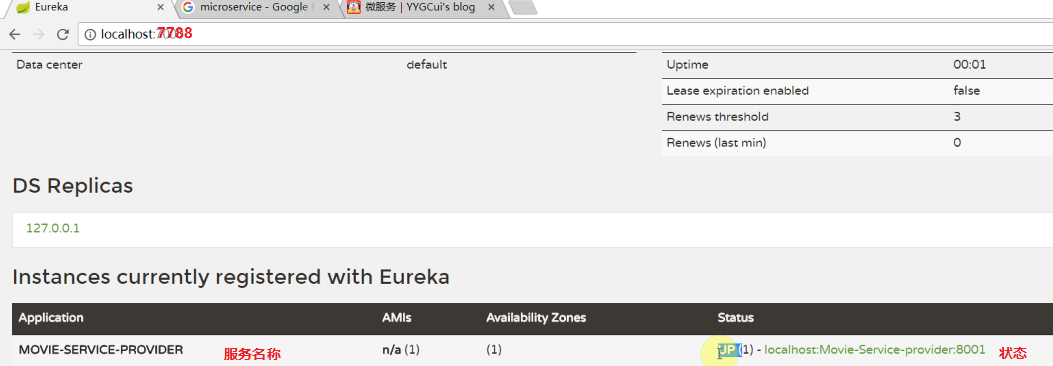 Eureka
microservice - Google
微服务 | YYGCui's blog
localhost:7788
Data center default
Uptime 00:01
Lease expiration enabled false
Renews threshold 3
Renews (last min) 0
DS Replicas
127.0.0.1
Instances currently registered with Eureka
Application AMIs Availability Zones Status
MOVIE-SERVICE-PROVIDER 服务名称 n/a (1) (1) UP (1) - localhost:Movie-Service-provider:8001 状态